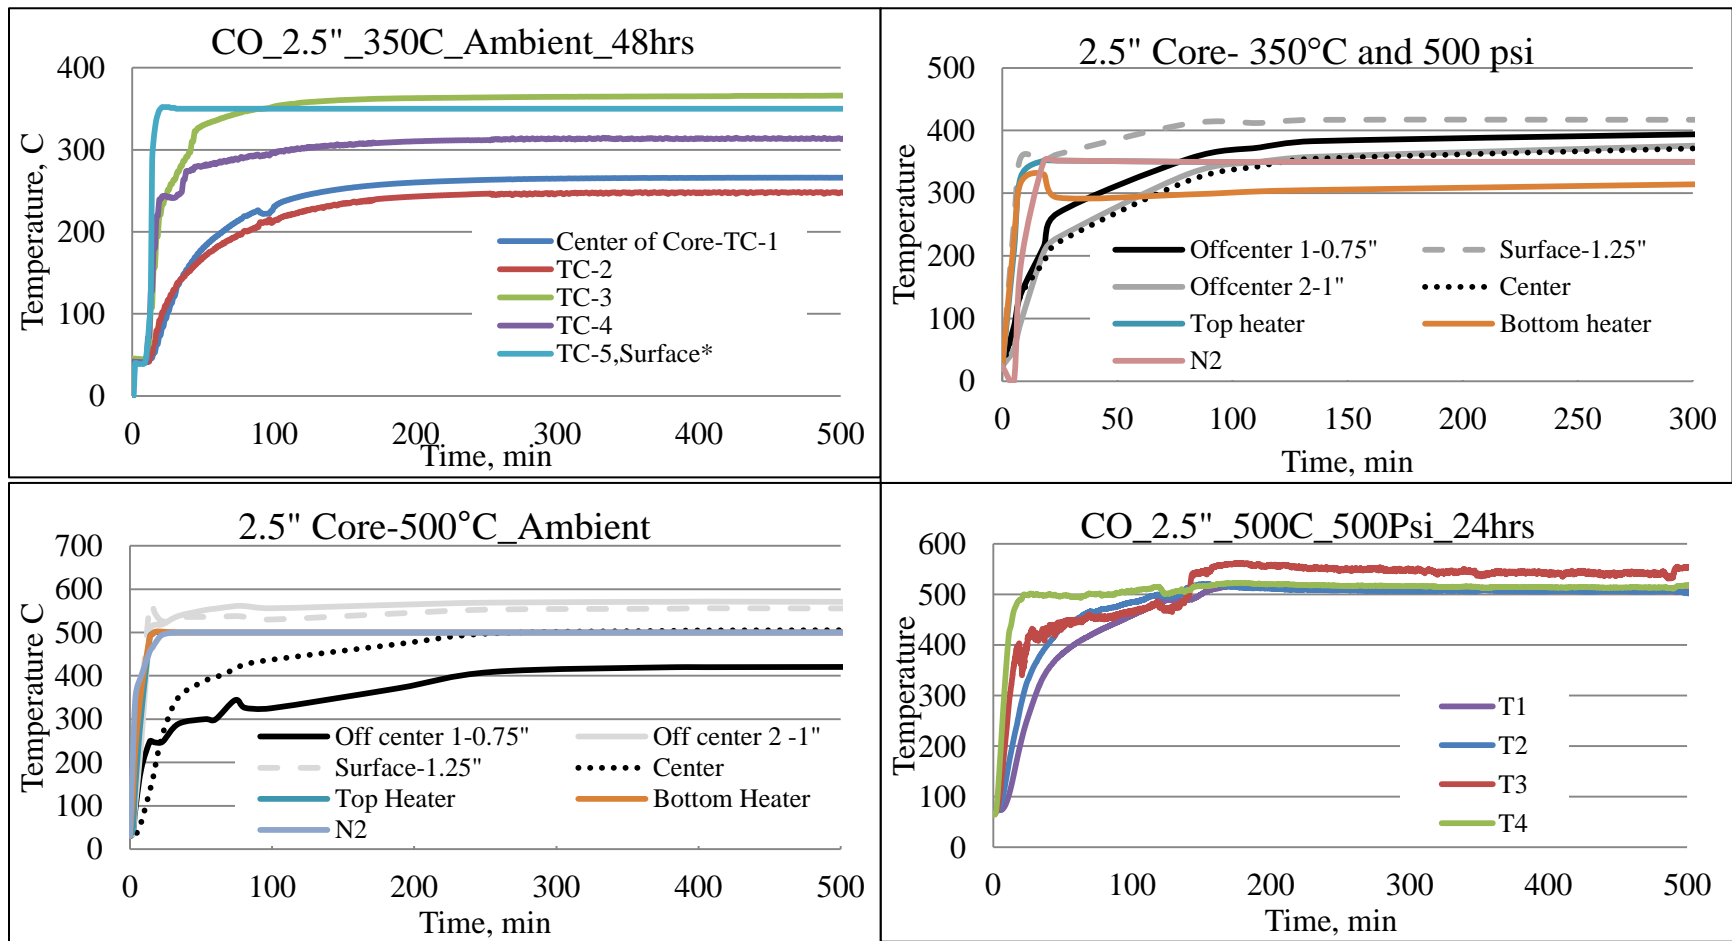 CO_2.5"_350C_Ambient_48hrs
Temperature, C
400
300
200
100
0
Center of Core-TC-1
TC-2
TC-3
TC-4
TC-5,Surface*
0 100 200 300 400 500
Time, min
2.5" Core- 350°C and 500 psi
Temperature
500
400
300
200
100
0
Offcenter 1-0.75" Surface-1.25"
Offcenter 2-1" Center
Top heater Bottom heater
N2
0 50 100 150 200 250 300
Time, min
2.5" Core-500°C_Ambient
Temperature C
700
600
500
400
300
200
100
0
Off center 1-0.75" Off center 2 -1"
Surface-1.25" Center
Top Heater Bottom Heater
N2
0 100 200 300 400 500
Time, min
CO_2.5"_500C_500Psi_24hrs
Temperature
600
500
400
300
200
100
0
T1
T2
T3
T4
0 100 200 300 400 500
Time, min